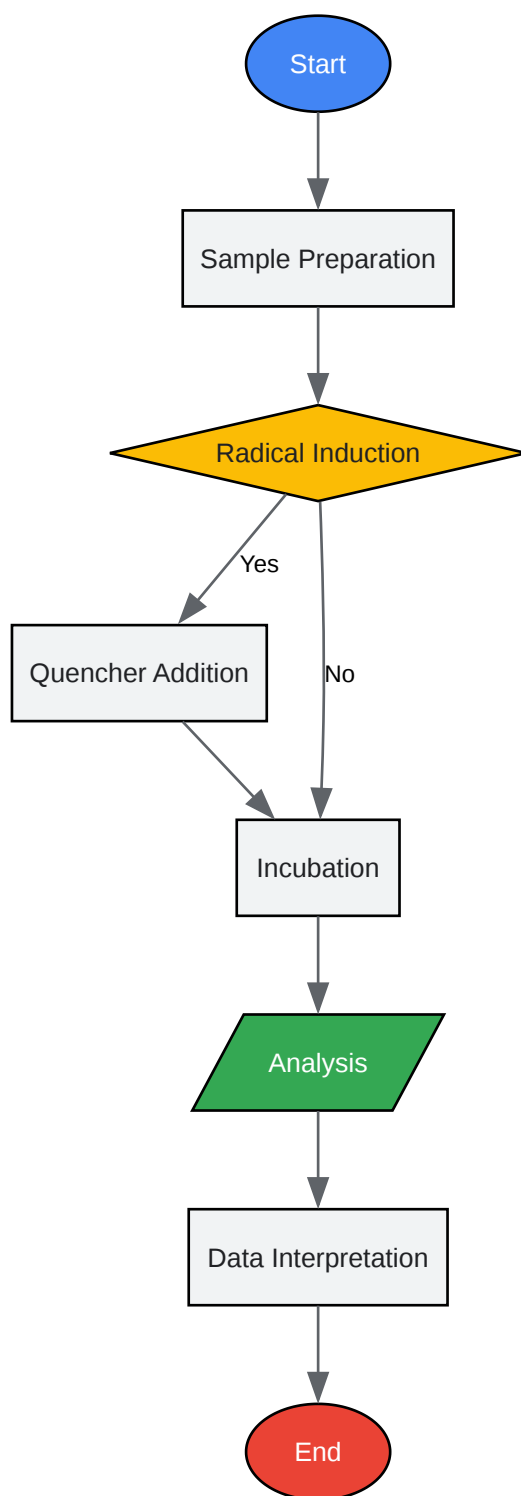 Start
Sample Preparation
Radical Induction
Yes
Quencher Addition
No
Incubation
Analysis
Data Interpretation
End